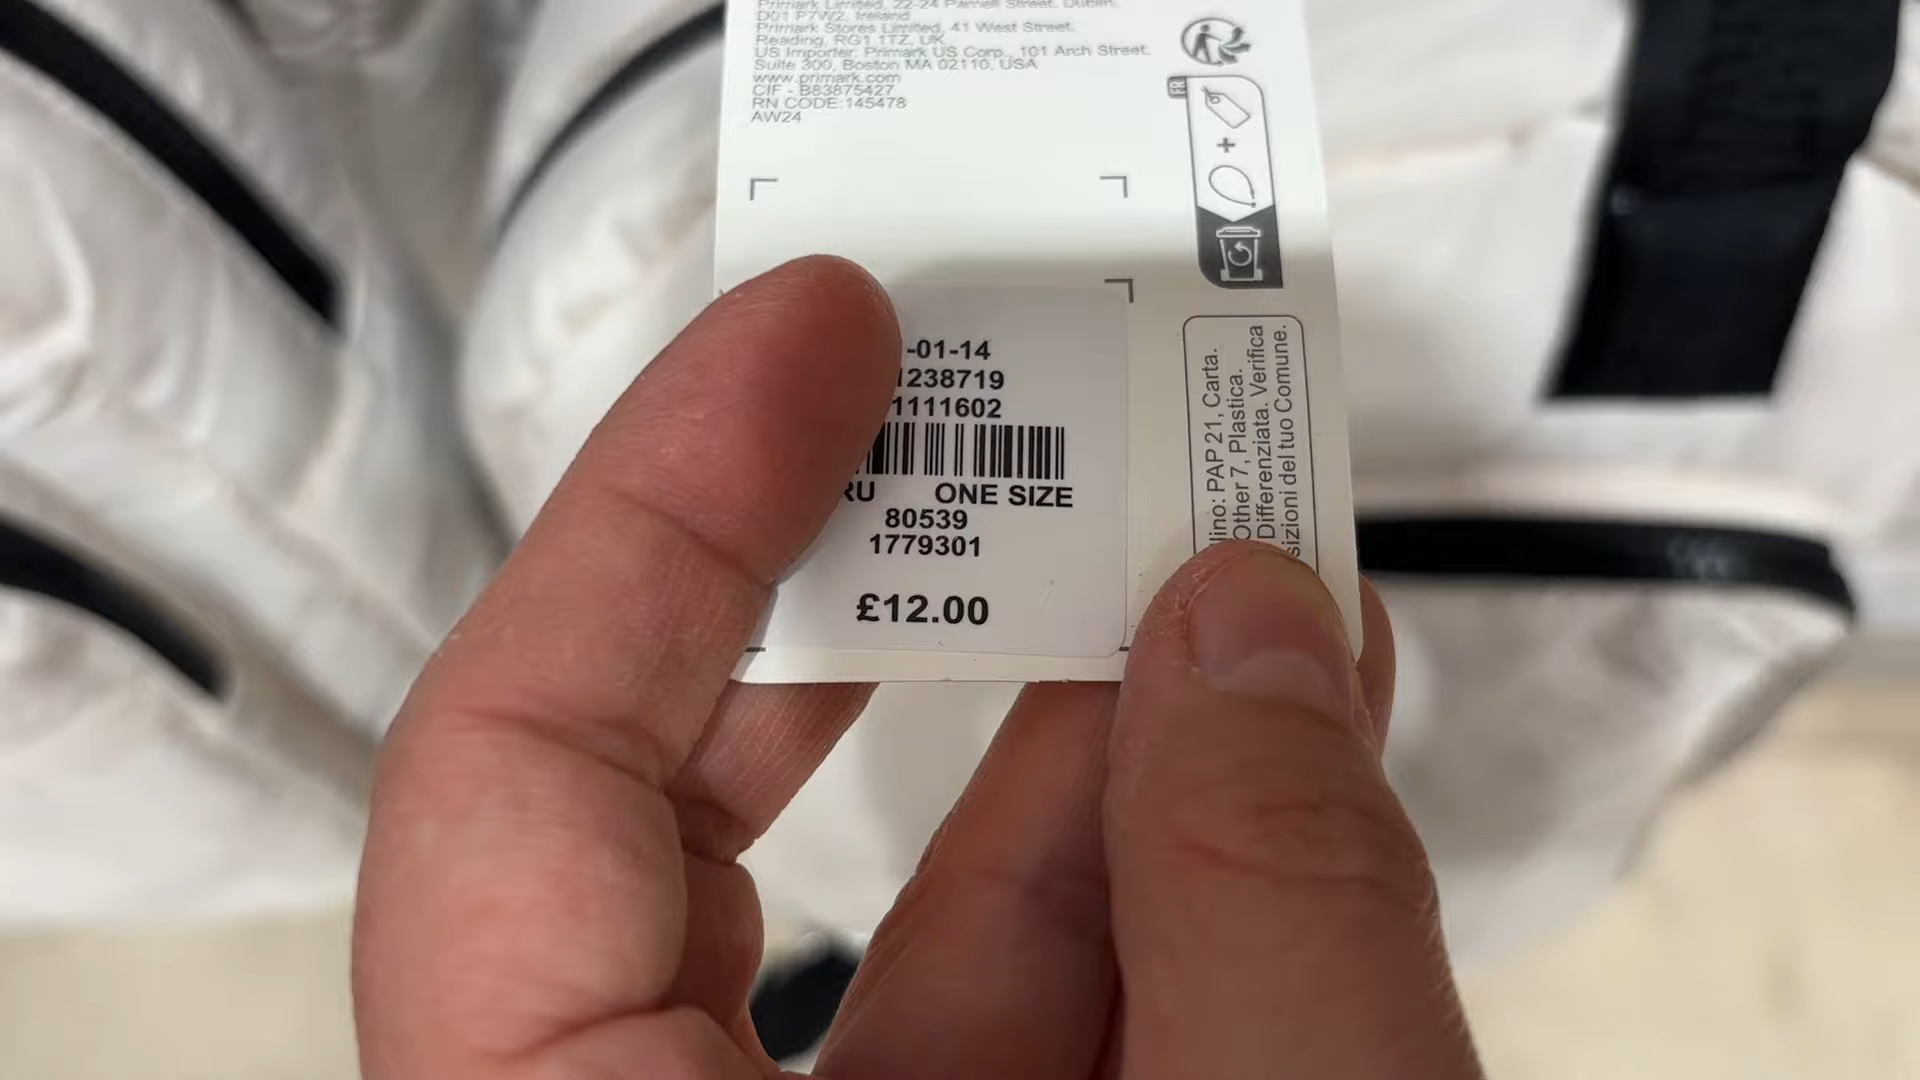 Primark Limited, 22-24 Parnell Street, Dublin,
D01 P7W2, Ireland
Primark Stores Limited, 41 West Street,
Reading, RG1 1TZ, UK
US Importer: Primark US Corp., 101 Arch Street,
Suite 300, Boston MA 02110, USA
www.primark.com
CIF - B83875427
RN CODE:145478
AW24
FR
+
-01-14
1238719
1111602
RU ONE SIZE
80539
1779301
£12.00
lino: PAP 21, Carta.
Other 7, Plastica.
Differenziata. Verifica
sizioni del tuo Comune.